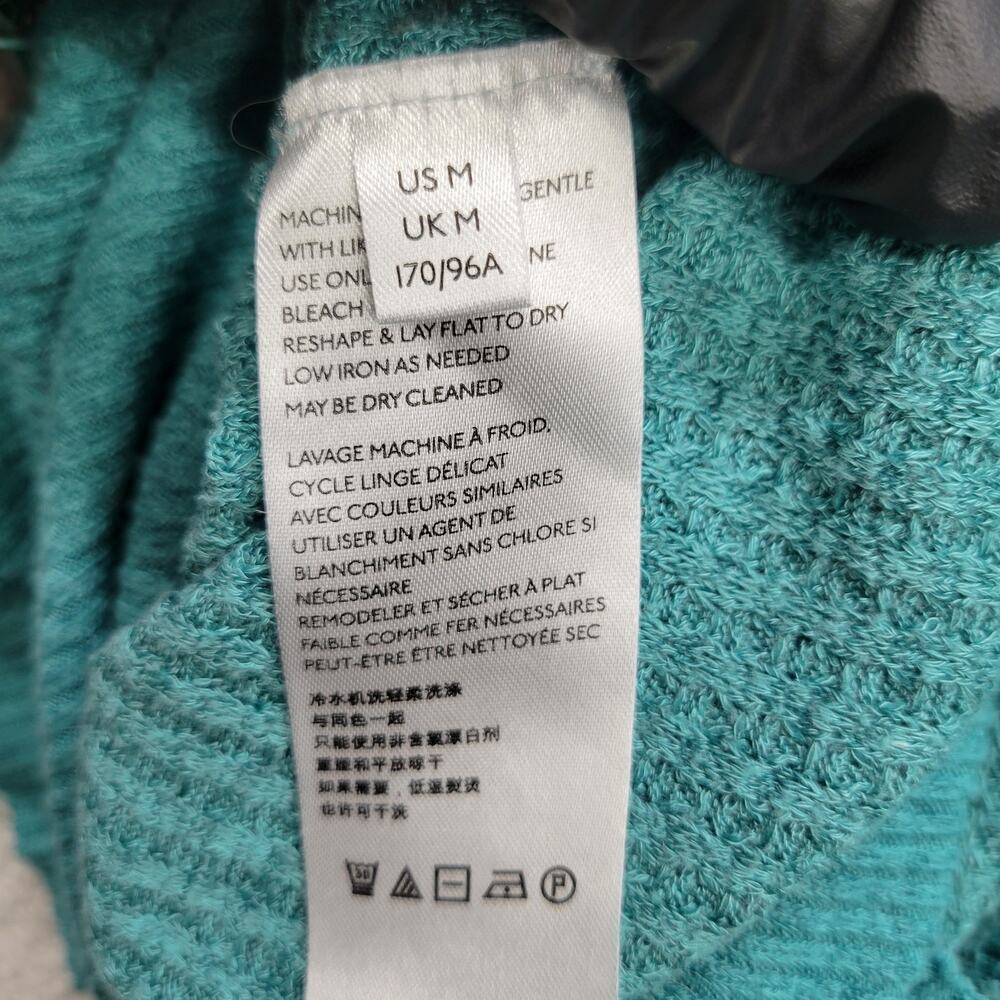 US M
UK M
170/96A
MACHIN GENTLE
WITH LIK
USE ONL NE
BLEACH
RESHAPE & LAY FLAT TO DRY
LOW IRON AS NEEDED
MAY BE DRY CLEANED
LAVAGE MACHINE À FROID,
CYCLE LINGE DÉLICAT
AVEC COULEURS SIMILAIRES
UTILISER UN AGENT DE
BLANCHIMENT SANS CHLORE SI
NÉCESSAIRE
REMODELER ET SÉCHER À PLAT
FAIBLE COMME FER NÉCESSAIRES
PEUT-ÊTRE ÊTRE NETTOYÉE SEC
冷水机洗轻柔洗涤
与同色一起
只能使用非含氯漂白剂
重塑和平放晾干
如果需要，低温熨烫
也许可干洗
30
P